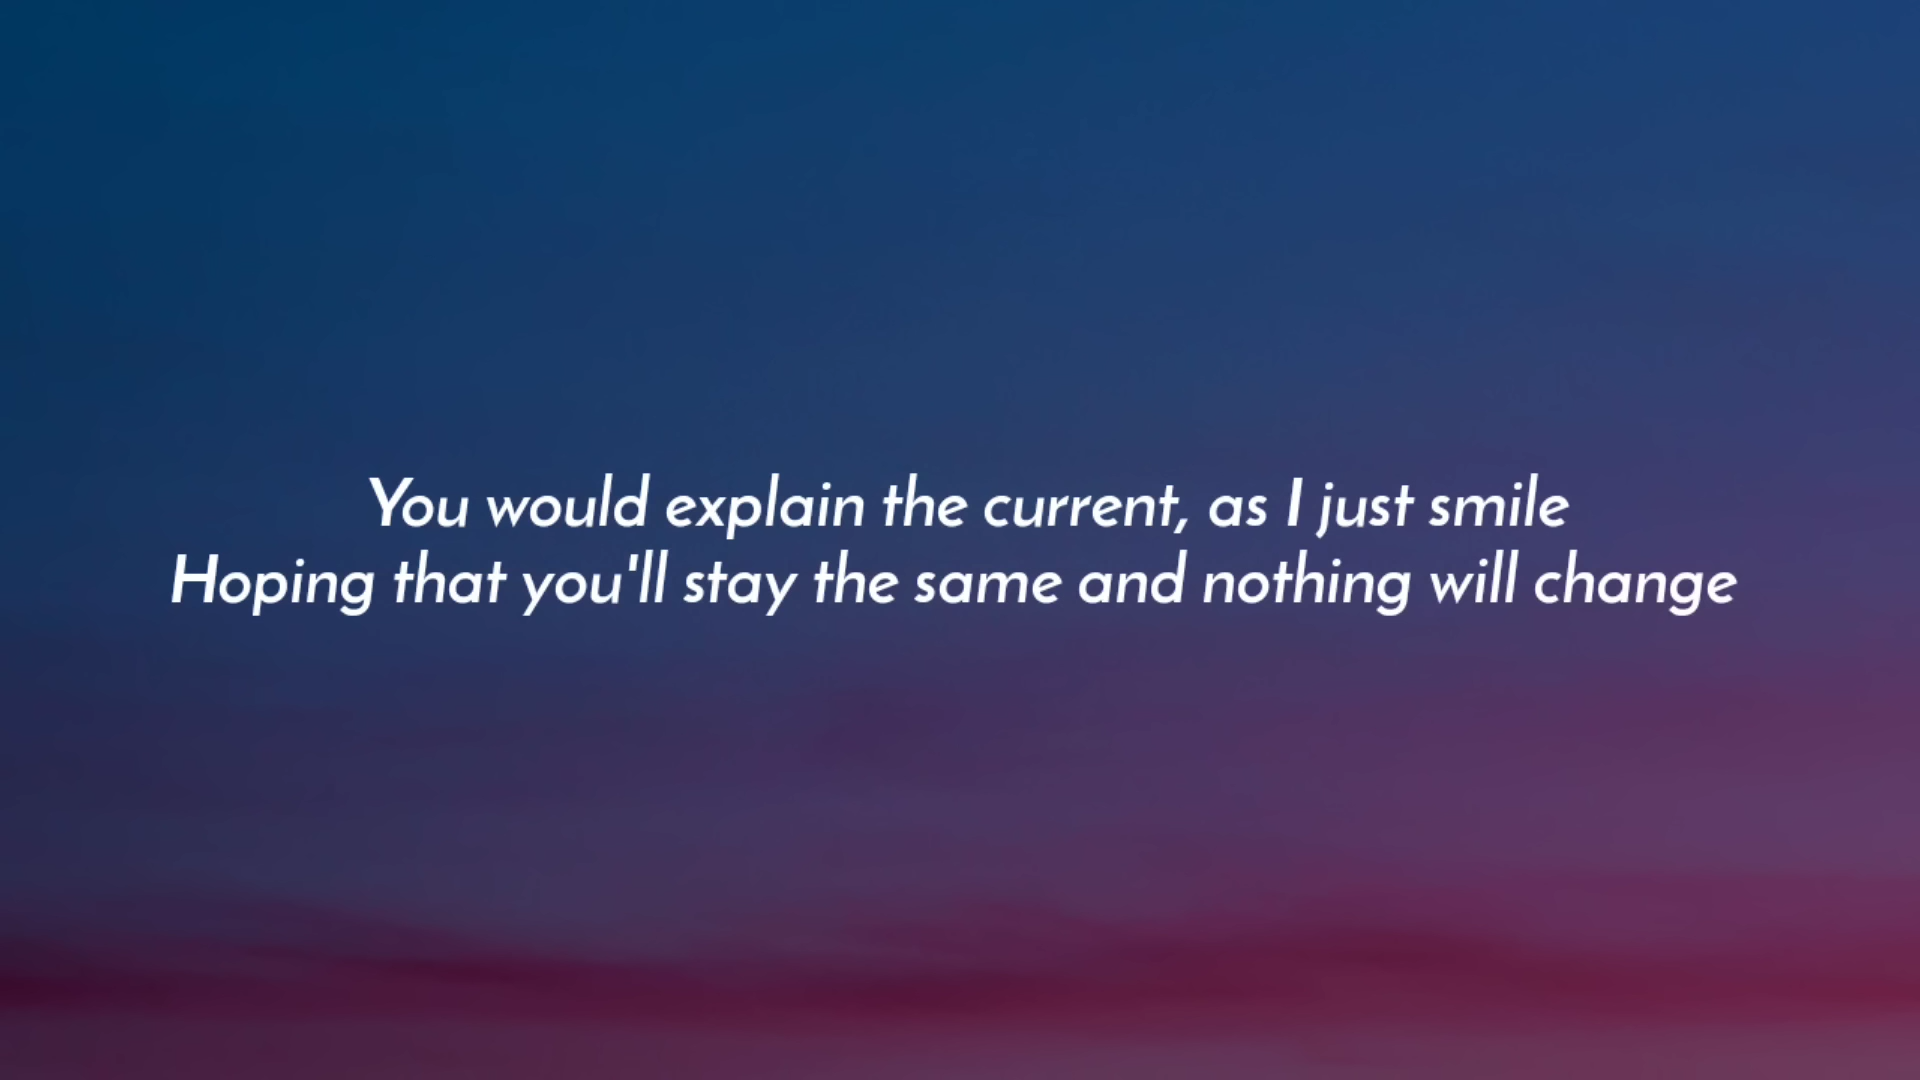 You would explain the current, as I just smile
Hoping that you'll stay the same and nothing will change